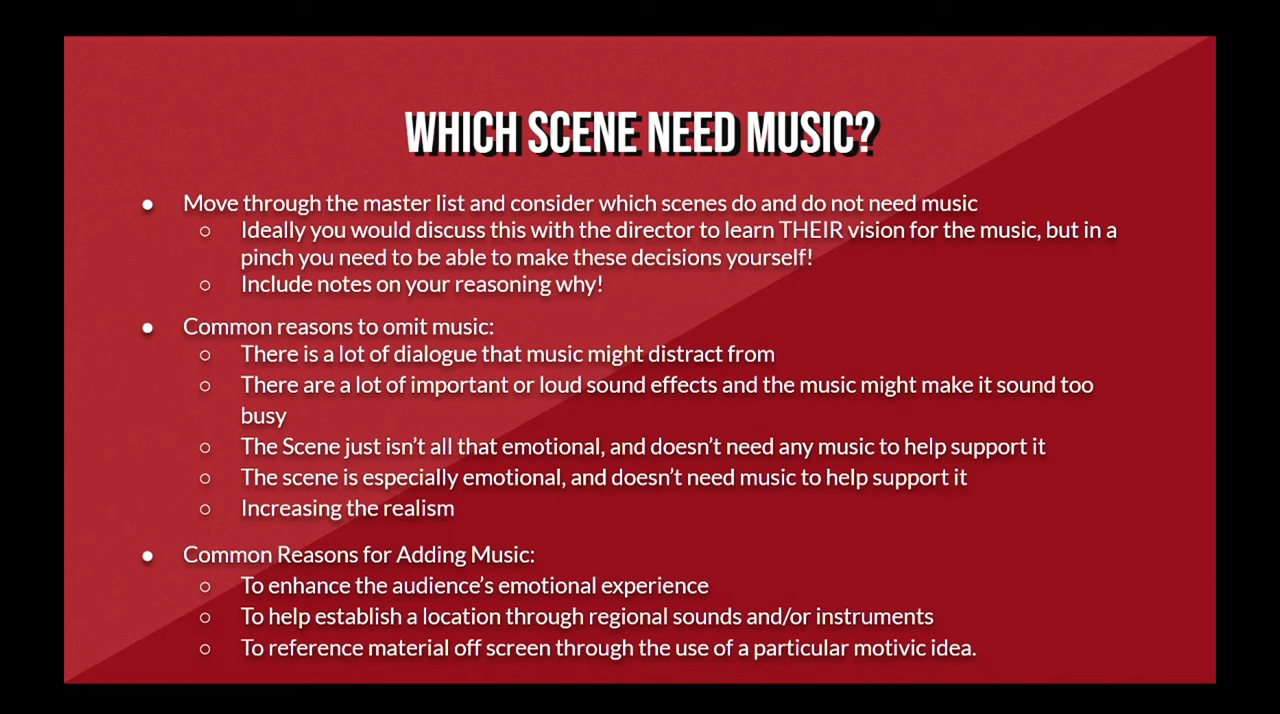 WHICH SCENE NEED MUSIC?
● Move through the master list and consider which scenes do and do not need music
○ Ideally you would discuss this with the director to learn THEIR vision for the music, but in a
pinch you need to be able to make these decisions yourself!
○ Include notes on your reasoning why!
● Common reasons to omit music:
○ There is a lot of dialogue that music might distract from
○ There are a lot of important or loud sound effects and the music might make it sound too
busy
○ The Scene just isn't all that emotional, and doesn't need any music to help support it
○ The scene is especially emotional, and doesn't need music to help support it
○ Increasing the realism
● Common Reasons for Adding Music:
○ To enhance the audience's emotional experience
○ To help establish a location through regional sounds and/or instruments
○ To reference material off screen through the use of a particular motivic idea.